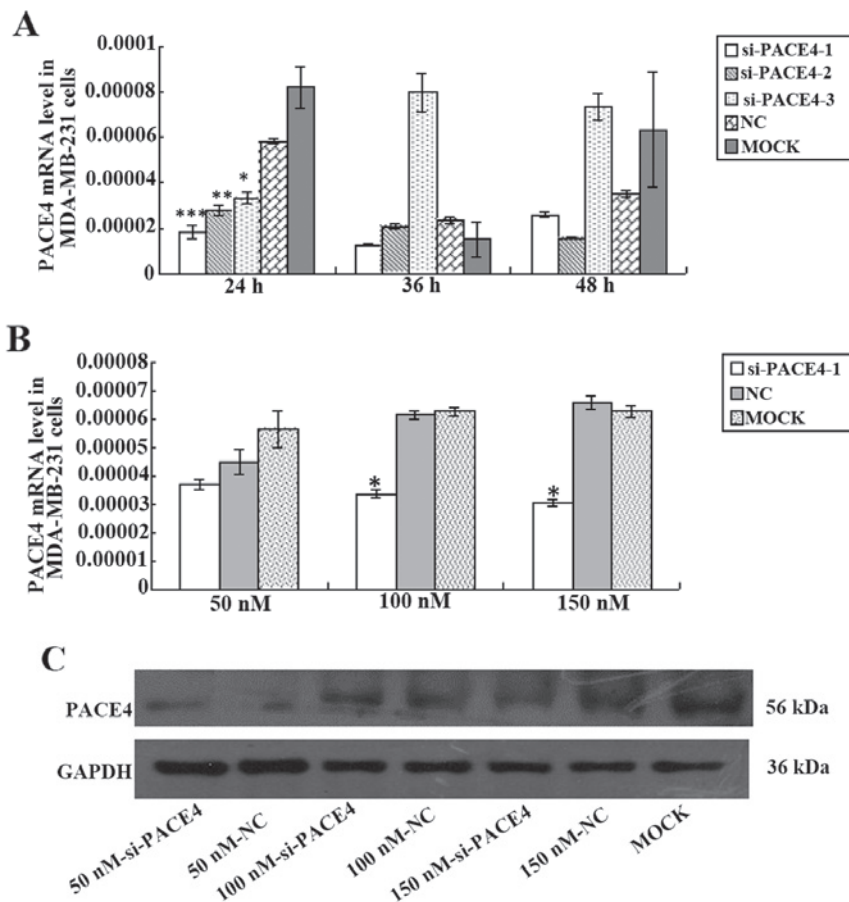 A
PACE4 mRNA level in
MDA-MB-231 cells
0.0001
0.00008
0.00006
0.00004
0.00002
0
***
**
*
24 h
36 h
48 h
si-PACE4-1
si-PACE4-2
si-PACE4-3
NC
MOCK
B
PACE4 mRNA level in
MDA-MB-231 cells
0.00008
0.00007
0.00006
0.00005
0.00004
0.00003
0.00002
0.00001
0
*
*
50 nM
100 nM
150 nM
si-PACE4-1
NC
MOCK
C
PACE4
56 kDa
GAPDH
36 kDa
50 nM-si-PACE4
50 nM-NC
100 nM-si-PACE4
100 nM-NC
150 nM-si-PACE4
150 nM-NC
MOCK